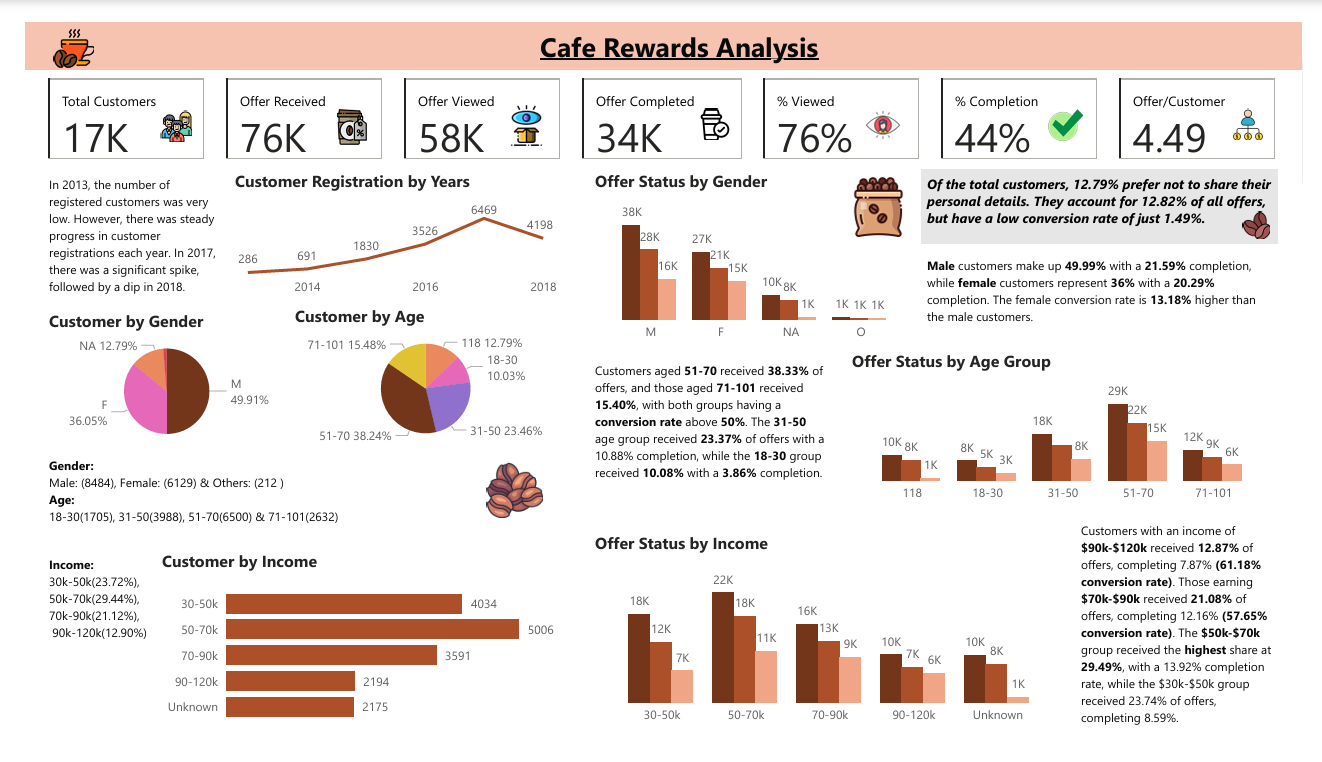 Cafe Rewards Analysis
Total Customers
17K
Offer Received
76K
Offer Viewed
58K
Offer Completed
34K
% Viewed
76%
% Completion
44%
Offer/Customer
4.49
In 2013, the number of
registered customers was very
low. However, there was steady
progress in customer
registrations each year. In 2017,
there was a significant spike,
followed by a dip in 2018.
Customer Registration by Years
286
691
1830
3526
6469
4198
2014
2016
2018
Customer by Gender
NA 12.79%
M
49.91%
F
36.05%
Customer by Age
71-101 15.48%
118 12.79%
18-30
10.03%
51-70 38.24%
31-50 23.46%
Gender:
Male: (8484), Female: (6129) & Others: (212 )
Age:
18-30(1705), 31-50(3988), 51-70(6500) & 71-101(2632)
Income:
30k-50k(23.72%),
50k-70k(29.44%),
70k-90k(21.12%),
90k-120k(12.90%)
Customer by Income
30-50k 4034
50-70k 5006
70-90k 3591
90-120k 2194
Unknown 2175
Offer Status by Gender
38K 28K 16K
27K 21K 15K
10K 8K 1K
1K 1K 1K
M F NA O
Of the total customers, 12.79% prefer not to share their
personal details. They account for 12.82% of all offers,
but have a low conversion rate of just 1.49%.
Male customers make up 49.99% with a 21.59% completion,
while female customers represent 36% with a 20.29%
completion. The female conversion rate is 13.18% higher than
the male customers.
Customers aged 51-70 received 38.33% of
offers, and those aged 71-101 received
15.40%, with both groups having a
conversion rate above 50%. The 31-50
age group received 23.37% of offers with a
10.88% completion, while the 18-30 group
received 10.08% with a 3.86% completion.
Offer Status by Age Group
10K 8K 1K
8K 5K 3K
18K 8K
29K 22K 15K
12K 9K 6K
118 18-30 31-50 51-70 71-101
Offer Status by Income
18K 12K 7K
22K 18K 11K
16K 13K 9K
10K 7K 6K
10K 8K 1K
30-50k 50-70k 70-90k 90-120k Unknown
Customers with an income of
$90k-$120k received 12.87% of
offers, completing 7.87% (61.18%
conversion rate). Those earning
$70k-$90k received 21.08% of
offers, completing 12.16% (57.65%
conversion rate). The $50k-$70k
group received the highest share at
29.49%, with a 13.92% completion
rate, while the $30k-$50k group
received 23.74% of offers,
completing 8.59%.